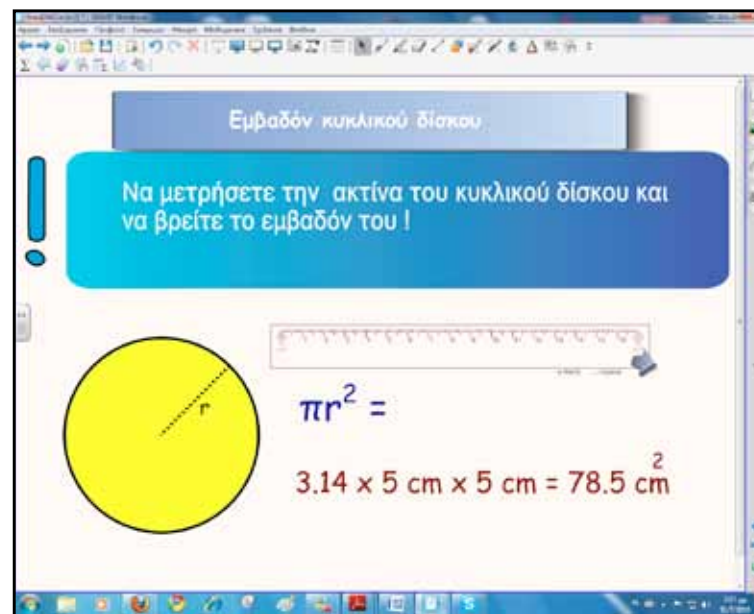 Εμβαδόν κυκλικού δίσκου
Να μετρήσετε την ακτίνα του κυκλικού δίσκου και
να βρείτε το εμβαδόν του !
r
πr² =
3.14 x 5 cm x 5 cm = 78.5 cm²